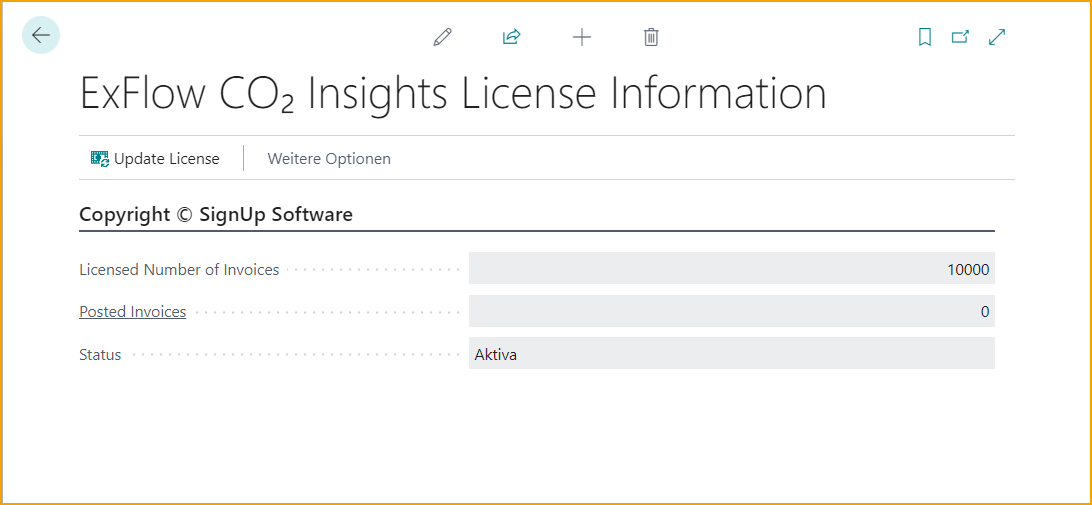 ExFlow CO₂ Insights License Information
Update License
Weitere Optionen
Copyright © SignUp Software
Licensed Number of Invoices
10000
Posted Invoices
0
Status
Aktiva